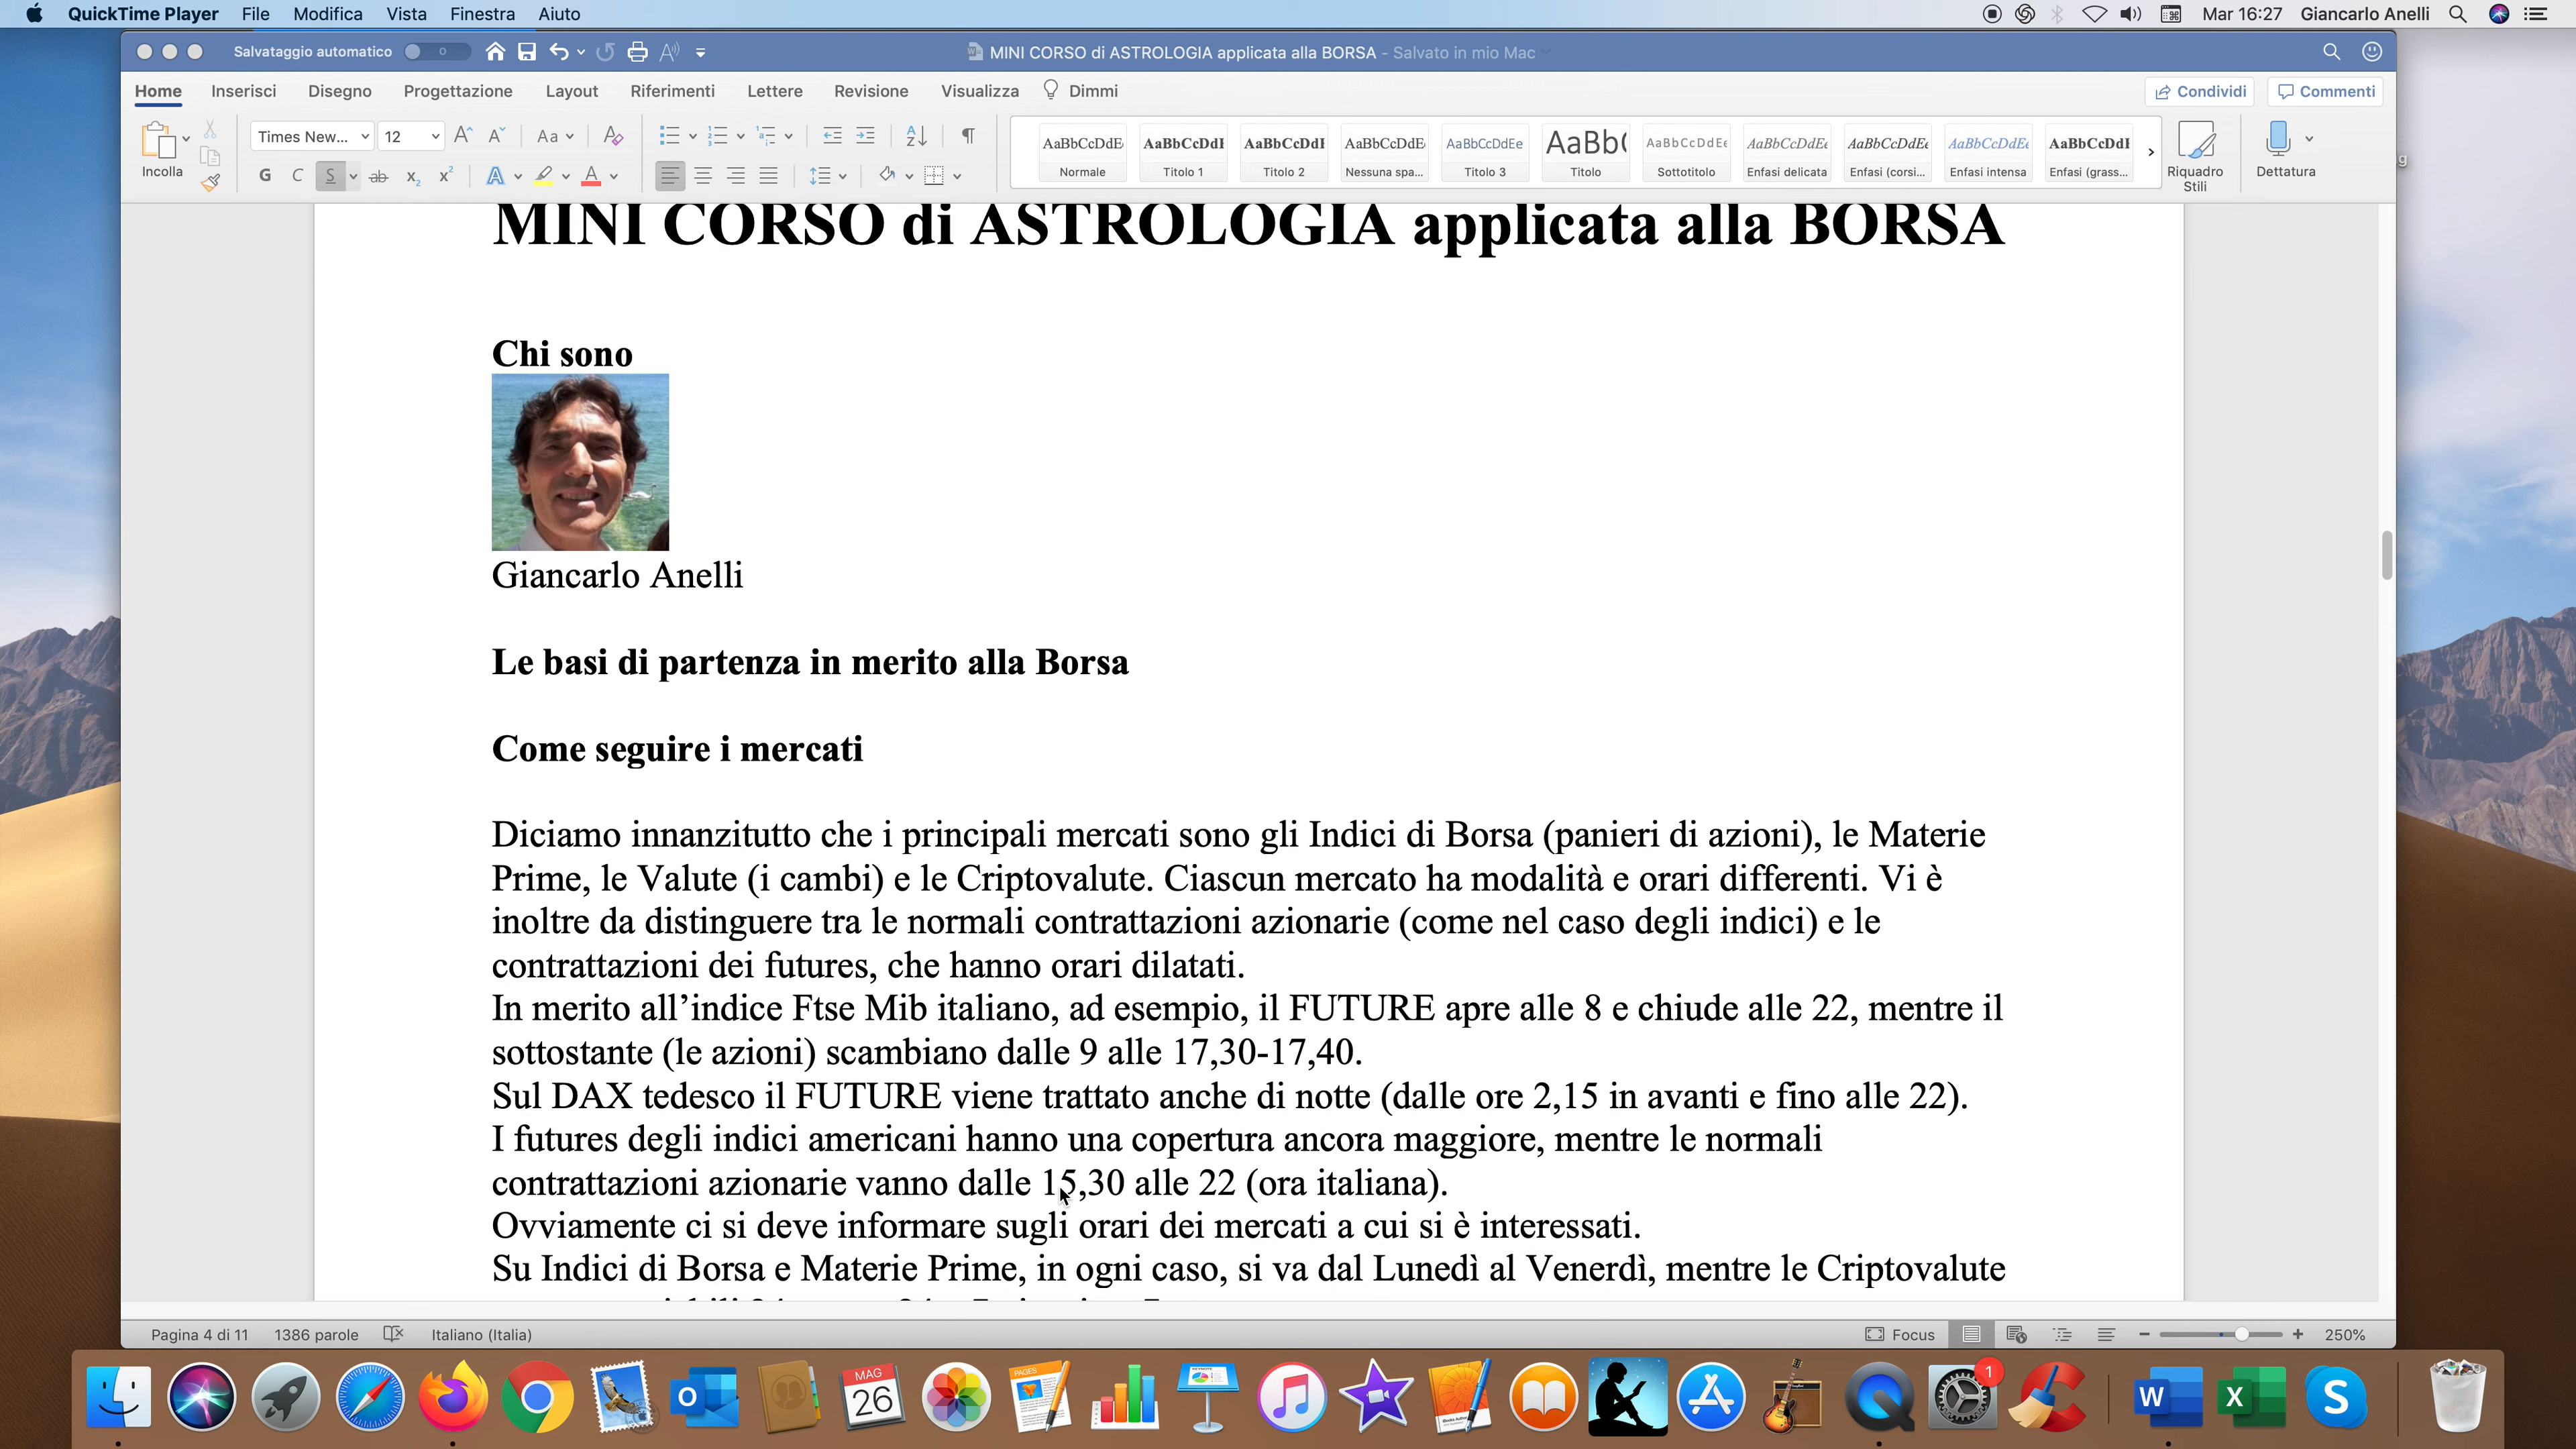 QuickTime Player File Modifica Vista Finestra Aiuto Mar 16:27 Giancarlo Anelli
Salvataggio automatico MINI CORSO di ASTROLOGIA applicata alla BORSA - Salvato in mio Mac
Home Inserisci Disegno Progettazione Layout Riferimenti Lettere Revisione Visualizza Dimmi Condividi Commenti
Times New... 12
Incolla
G C S ab x₂ x² A A
AaBbCcDdE AaBbCcDdI AaBbCcDdI AaBbCcDdE AaBbCcDdEe AaBb( AaBbCcDdEe AaBbCcDdEe AaBbCcDdEe AaBbCcDdEe AaBbCcDdI
Normale Titolo 1 Titolo 2 Nessuna spa... Titolo 3 Titolo Sottotitolo Enfasi delicata Enfasi (corsi... Enfasi intensa Enfasi (grass...
Riquadro Stili
Dettatura
MINI CORSO di ASTROLOGIA applicata alla BORSA
Chi sono
Giancarlo Anelli
Le basi di partenza in merito alla Borsa
Come seguire i mercati
Diciamo innanzitutto che i principali mercati sono gli Indici di Borsa (panieri di azioni), le Materie
Prime, le Valute (i cambi) e le Criptovalute. Ciascun mercato ha modalità e orari differenti. Vi è
inoltre da distinguere tra le normali contrattazioni azionarie (come nel caso degli indici) e le
contrattazioni dei futures, che hanno orari dilatati.
In merito all’indice Ftse Mib italiano, ad esempio, il FUTURE apre alle 8 e chiude alle 22, mentre il
sottostante (le azioni) scambiano dalle 9 alle 17,30-17,40.
Sul DAX tedesco il FUTURE viene trattato anche di notte (dalle ore 2,15 in avanti e fino alle 22).
I futures degli indici americani hanno una copertura ancora maggiore, mentre le normali
contrattazioni azionarie vanno dalle 15,30 alle 22 (ora italiana).
Ovviamente ci si deve informare sugli orari dei mercati a cui si è interessati.
Su Indici di Borsa e Materie Prime, in ogni caso, si va dal Lunedì al Venerdì, mentre le Criptovalute
Pagina 4 di 11 1386 parole Italiano (Italia) Focus 250%
MAG
26
PAGES
1